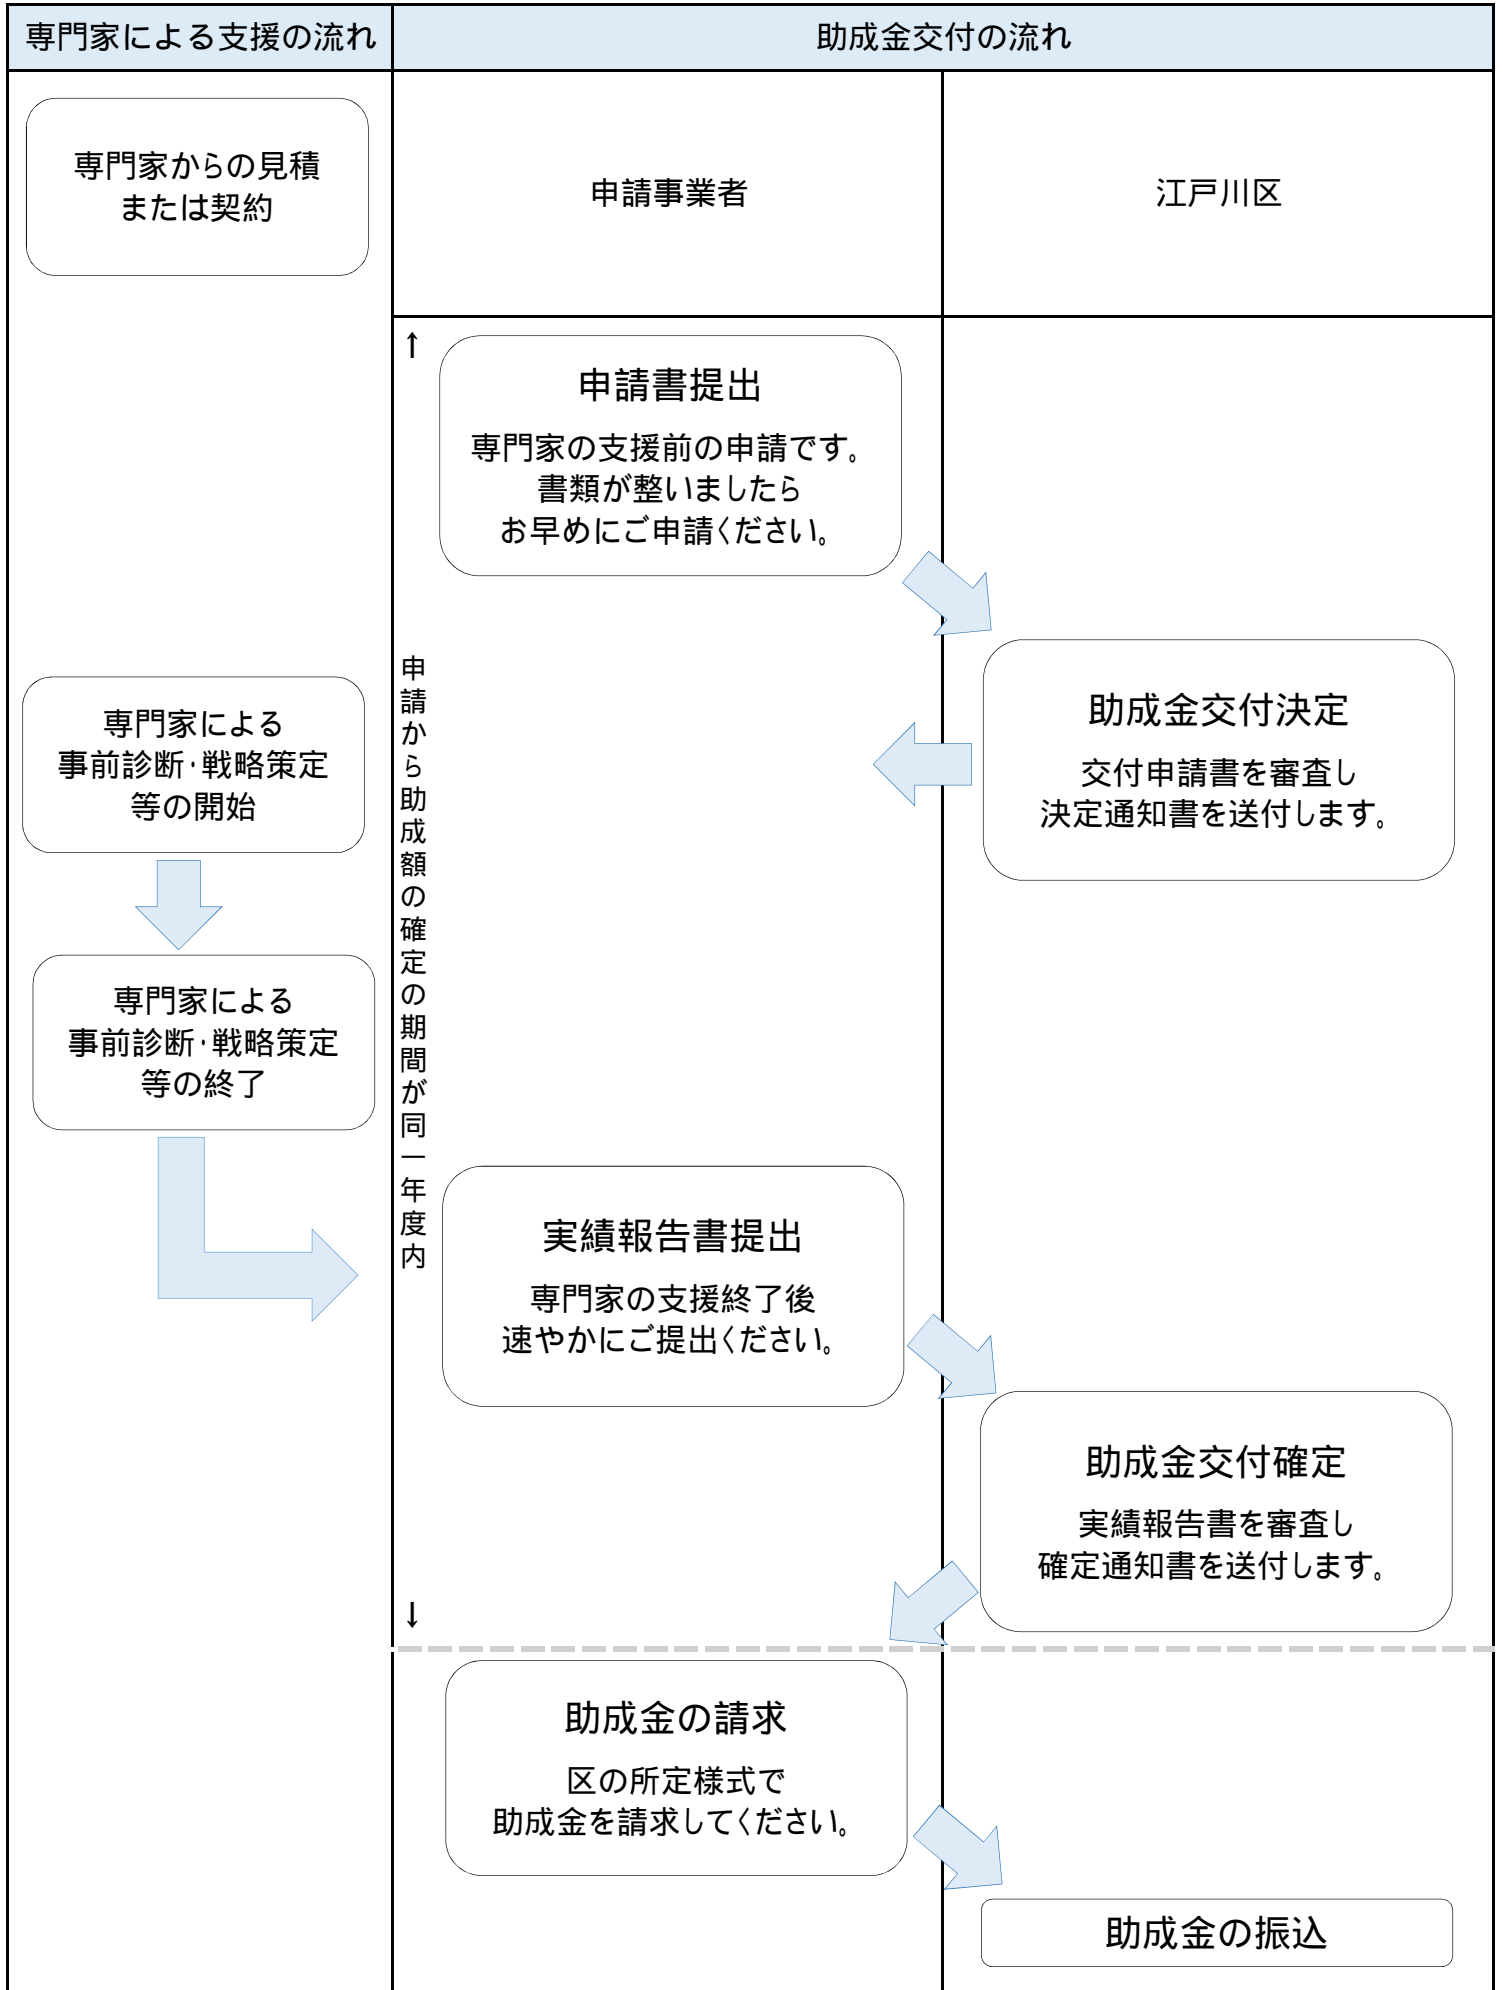 専門家による支援の流れ
助成金交付の流れ
専門家からの見積
または契約
申請事業者
江戸川区
↑
申請から助成額の確定の期間が同一年度内
↓
申請書提出
専門家の支援前の申請です。
書類が整いましたら
お早めにご申請ください。
助成金交付決定
交付申請書を審査し
決定通知書を送付します。
専門家による
事前診断・戦略策定
等の開始
専門家による
事前診断・戦略策定
等の終了
実績報告書提出
専門家の支援終了後
速やかにご提出ください。
助成金交付確定
実績報告書を審査し
確定通知書を送付します。
助成金の請求
区の所定様式で
助成金を請求してください。
助成金の振込